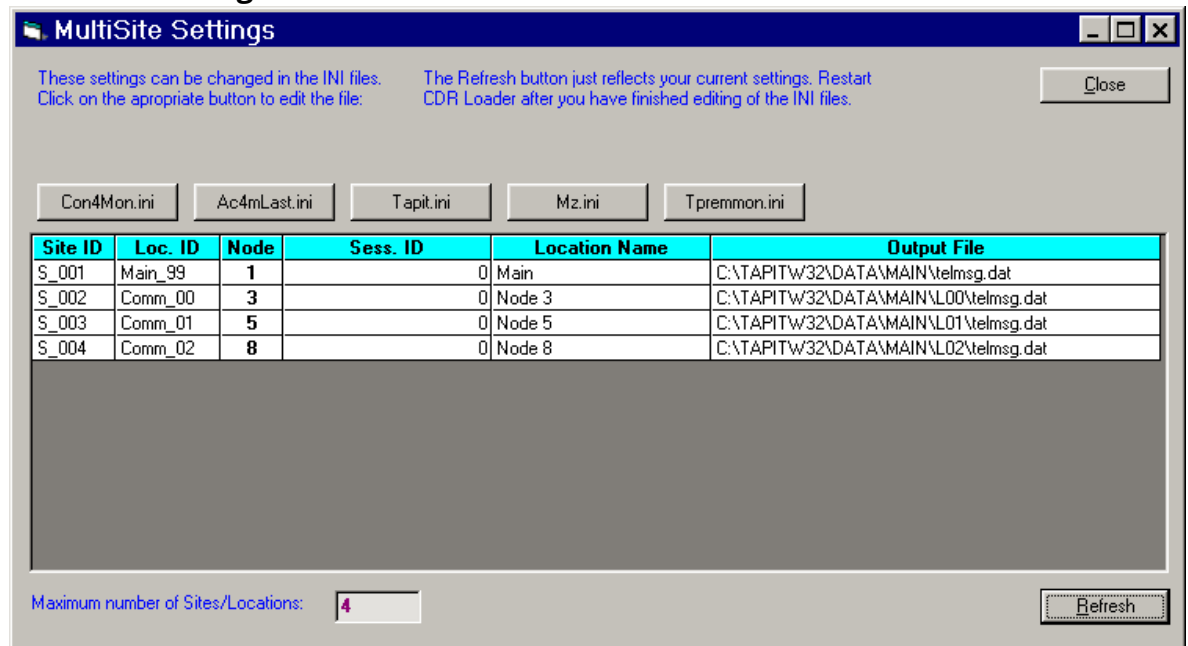 MultiSite Settings
These settings can be changed in the INI files.
Click on the apropriate button to edit the file:
The Refresh button just reflects your current settings. Restart
CDR Loader after you have finished editing of the INI files.
Close
Con4Mon.ini Ac4mLast.ini Tapit.ini Mz.ini Tpremmon.ini
Site ID Loc. ID Node Sess. ID Location Name Output File
S_001 Main_99 1 0 Main C:\TAPITW32\DATA\MAIN\telmsg.dat
S_002 Comm_00 3 0 Node 3 C:\TAPITW32\DATA\MAIN\L00\telmsg.dat
S_003 Comm_01 5 0 Node 5 C:\TAPITW32\DATA\MAIN\L01\telmsg.dat
S_004 Comm_02 8 0 Node 8 C:\TAPITW32\DATA\MAIN\L02\telmsg.dat
Maximum number of Sites/Locations: 4
Refresh